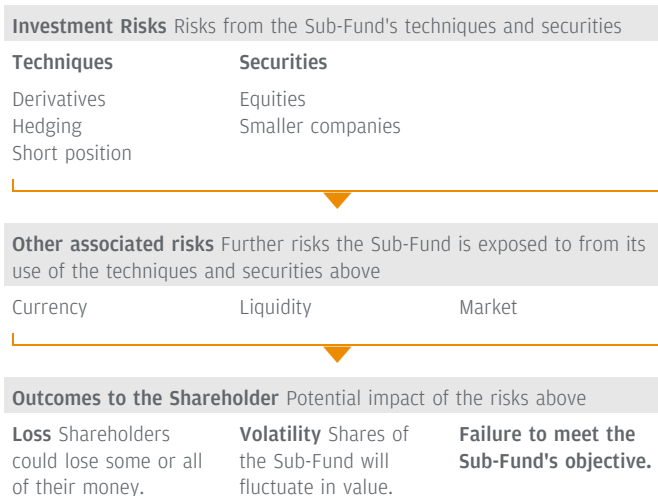 Investment Risks Risks from the Sub-Fund's techniques and securities
Techniques
Securities
Derivatives
Equities
Hedging
Smaller companies
Short position
Other associated risks Further risks the Sub-Fund is exposed to from its
use of the techniques and securities above
Currency
Liquidity
Market
Outcomes to the Shareholder Potential impact of the risks above
Loss Shareholders
could lose some or all
of their money.
Volatility Shares of
the Sub-Fund will
fluctuate in value.
Failure to meet the
Sub-Fund's objective.